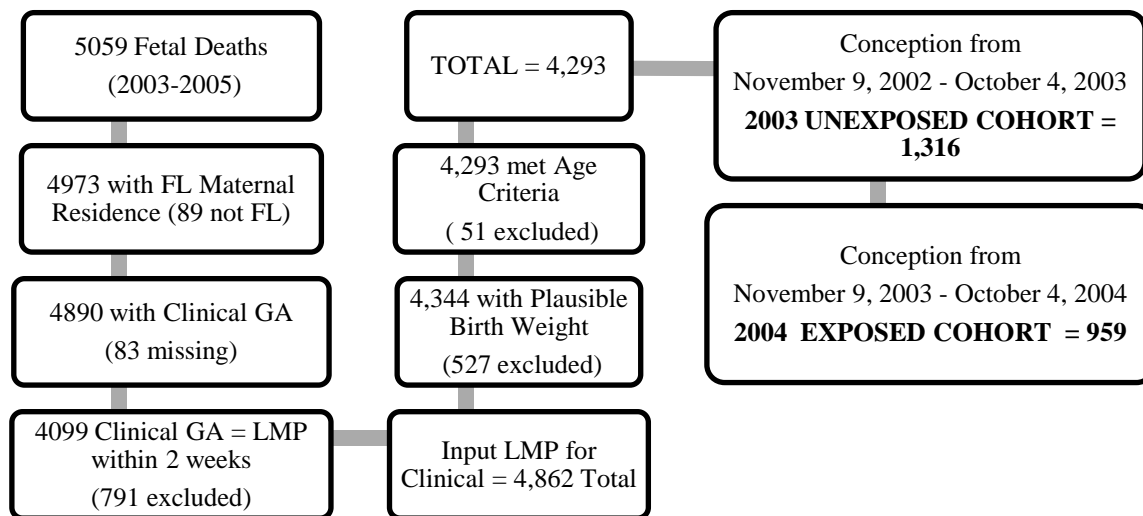 5059 Fetal Deaths
(2003-2005)
4973 with FL Maternal
Residence (89 not FL)
4890 with Clinical GA
(83 missing)
4099 Clinical GA = LMP
within 2 weeks
(791 excluded)
Input LMP for
Clinical = 4,862 Total
4,344 with Plausible
Birth Weight
(527 excluded)
4,293 met Age
Criteria
( 51 excluded)
TOTAL = 4,293
Conception from
November 9, 2002 - October 4, 2003
2003 UNEXPOSED COHORT =
1,316
Conception from
November 9, 2003 - October 4, 2004
2004 EXPOSED COHORT = 959